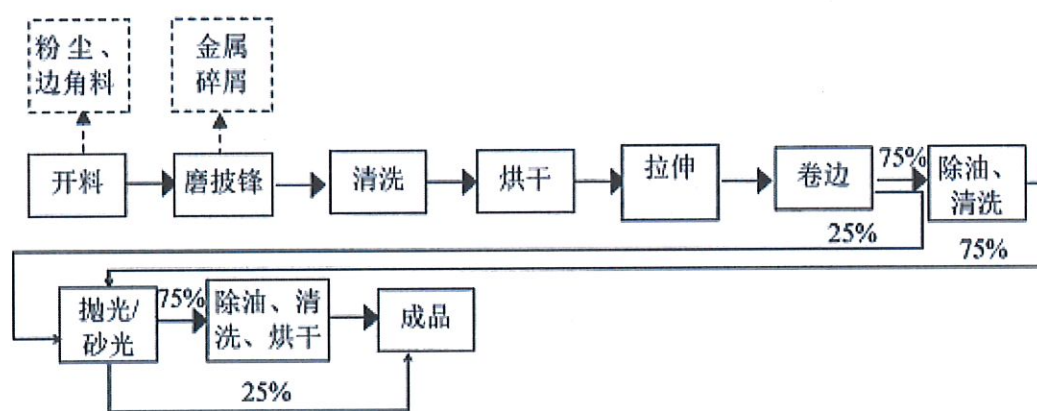 粉尘、
边角料
金属
碎屑
开料
磨披锋
清洗
烘干
拉伸
卷边
75%
除油、
清洗
25%
75%
抛光/
砂光
75%
除油、清
洗、烘干
成品
25%